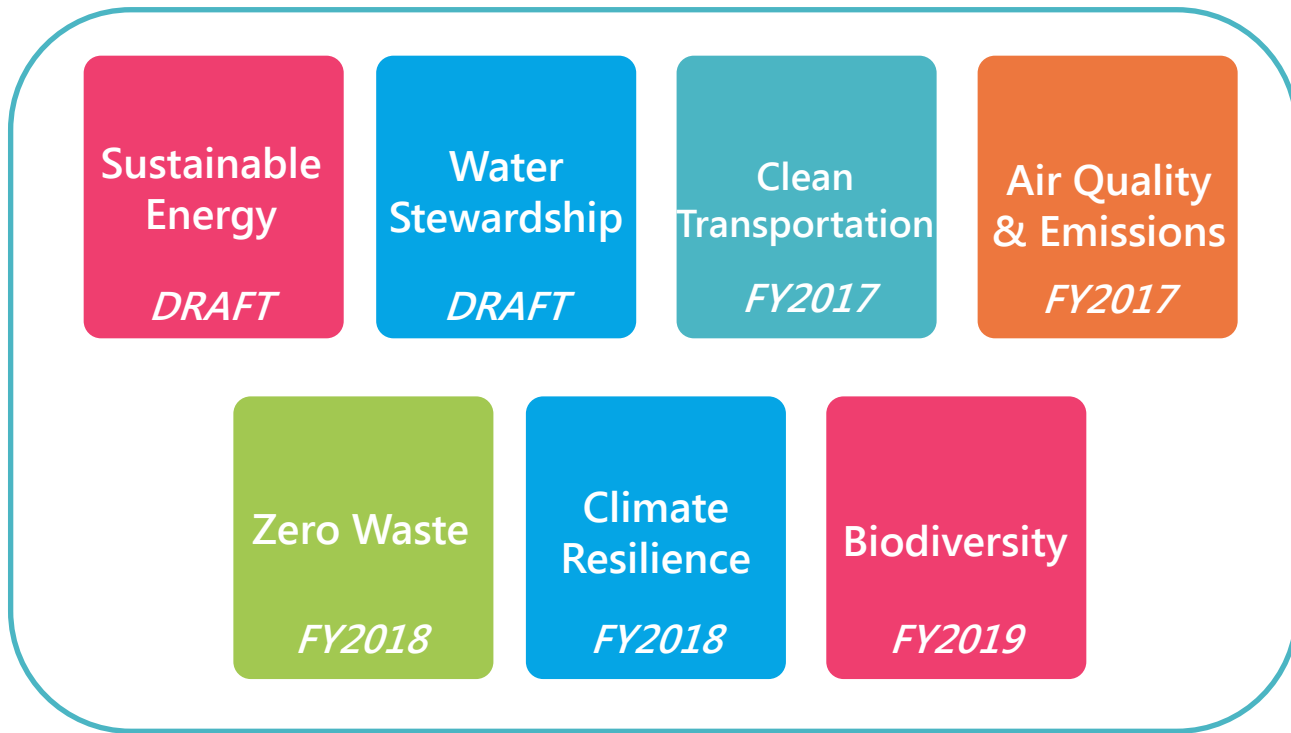 Sustainable
Energy
DRAFT
Water
Stewardship
DRAFT
Clean
Transportation
FY2017
Air Quality
& Emissions
FY2017
Zero Waste
FY2018
Climate
Resilience
FY2018
Biodiversity
FY2019